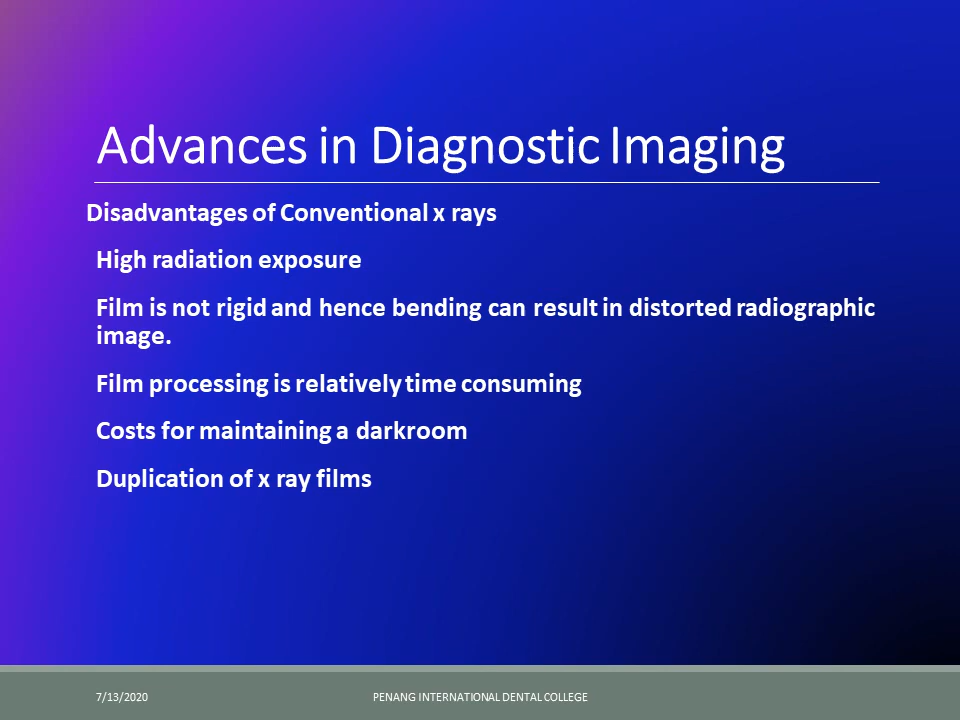 Advances in Diagnostic Imaging
Disadvantages of Conventional x rays
High radiation exposure
Film is not rigid and hence bending can result in distorted radiographic
image.
Film processing is relatively time consuming
Costs for maintaining a darkroom
Duplication of x ray films
7/13/2020
PENANG INTERNATIONAL DENTAL COLLEGE